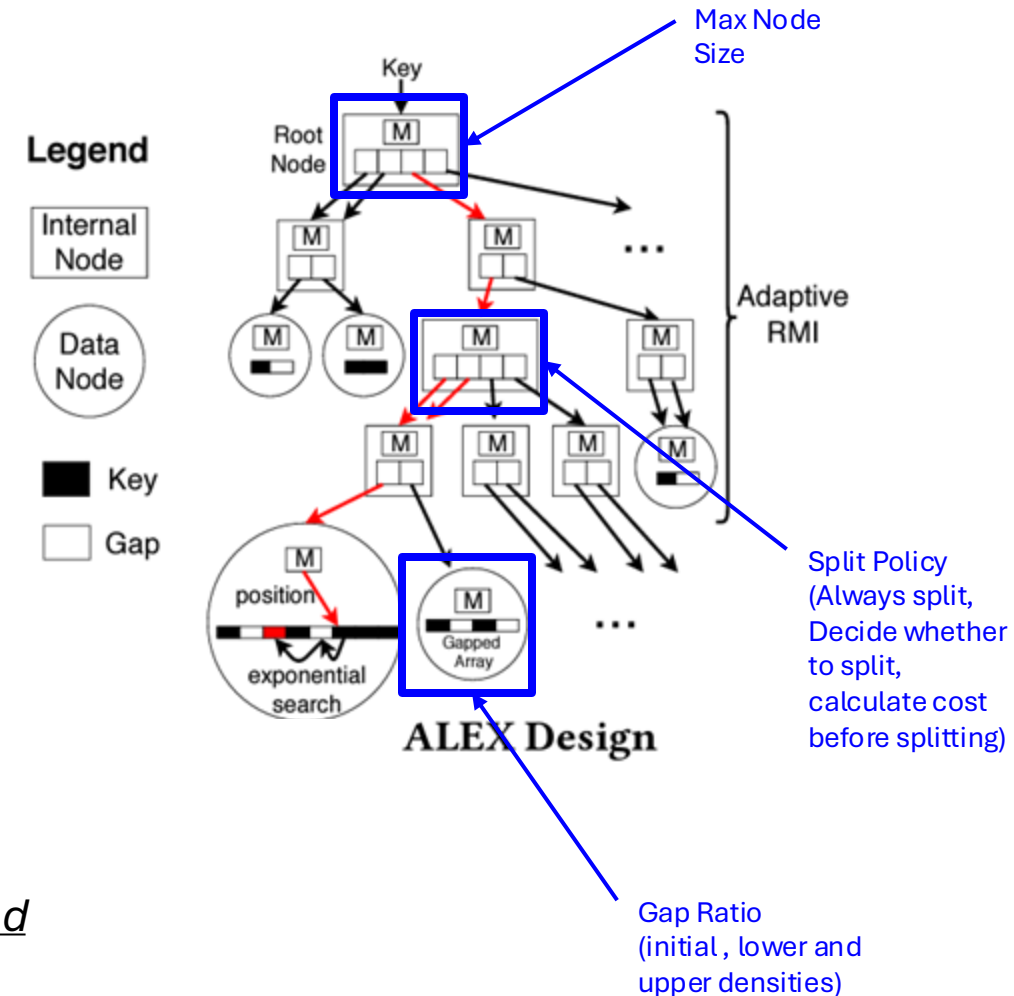 Max Node
Size
Key
Root
Node
M
Legend
Internal
Node
M
M
...
Data
Node
M
M
M
M
Adaptive
RMI
M
M
M
M
Key
Gap
M
position
exponential
search
M
Gapped
Array
...
Split Policy
(Always split,
Decide whether
to split,
calculate cost
before splitting)
ALEX Design
Gap Ratio
(initial , lower and
upper densities)
d